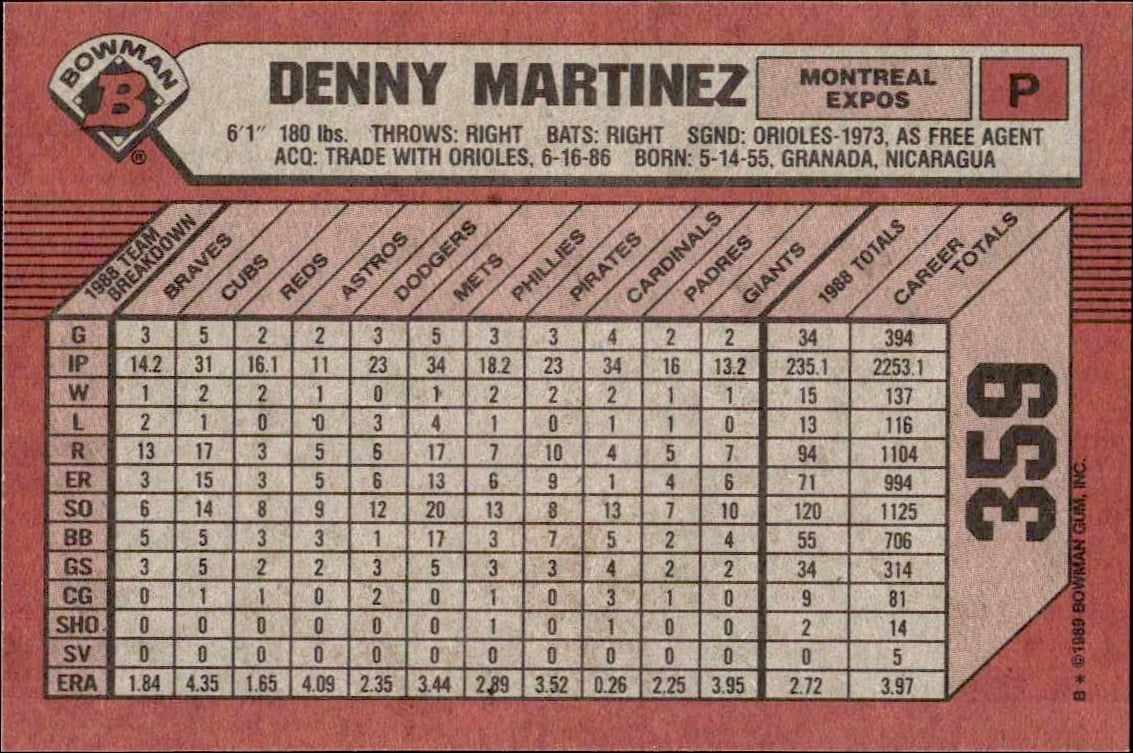 BOWMAN
B
®
DENNY MARTINEZ
MONTREAL
EXPOS
P
6'1" 180 lbs. THROWS: RIGHT BATS: RIGHT SGND: ORIOLES-1973, AS FREE AGENT
ACQ: TRADE WITH ORIOLES, 6-16-86 BORN: 5-14-55, GRANADA, NICARAGUA
1988 TEAM BREAKDOWN BRAVES CUBS REDS ASTROS DODGERS METS PHILLIES PIRATES CARDINALS PADRES GIANTS 1988 TOTALS CAREER TOTALS
G 3 5 2 2 3 5 3 3 4 2 2 34 394
IP 14.2 31 16.1 11 23 34 18.2 23 34 16 13.2 235.1 2253.1
W 1 2 2 1 0 1 2 2 2 1 1 15 137
L 2 1 0 0 3 4 1 0 1 1 0 13 116
R 13 17 3 5 6 17 7 10 4 5 7 94 1104
ER 3 15 3 5 6 13 6 9 1 4 6 71 994
SO 6 14 8 9 12 20 13 8 13 7 10 120 1125
BB 5 5 3 3 1 17 3 7 5 2 4 55 706
GS 3 5 2 2 3 5 3 3 4 2 2 34 314
CG 0 1 1 0 2 0 1 0 3 1 0 9 81
SHO 0 0 0 0 0 0 1 0 1 0 0 2 14
SV 0 0 0 0 0 0 0 0 0 0 0 0 5
ERA 1.84 4.35 1.65 4.09 2.35 3.44 2.89 3.52 0.26 2.25 3.95 2.72 3.97
359
B * ©1989 BOWMAN GUM, INC.